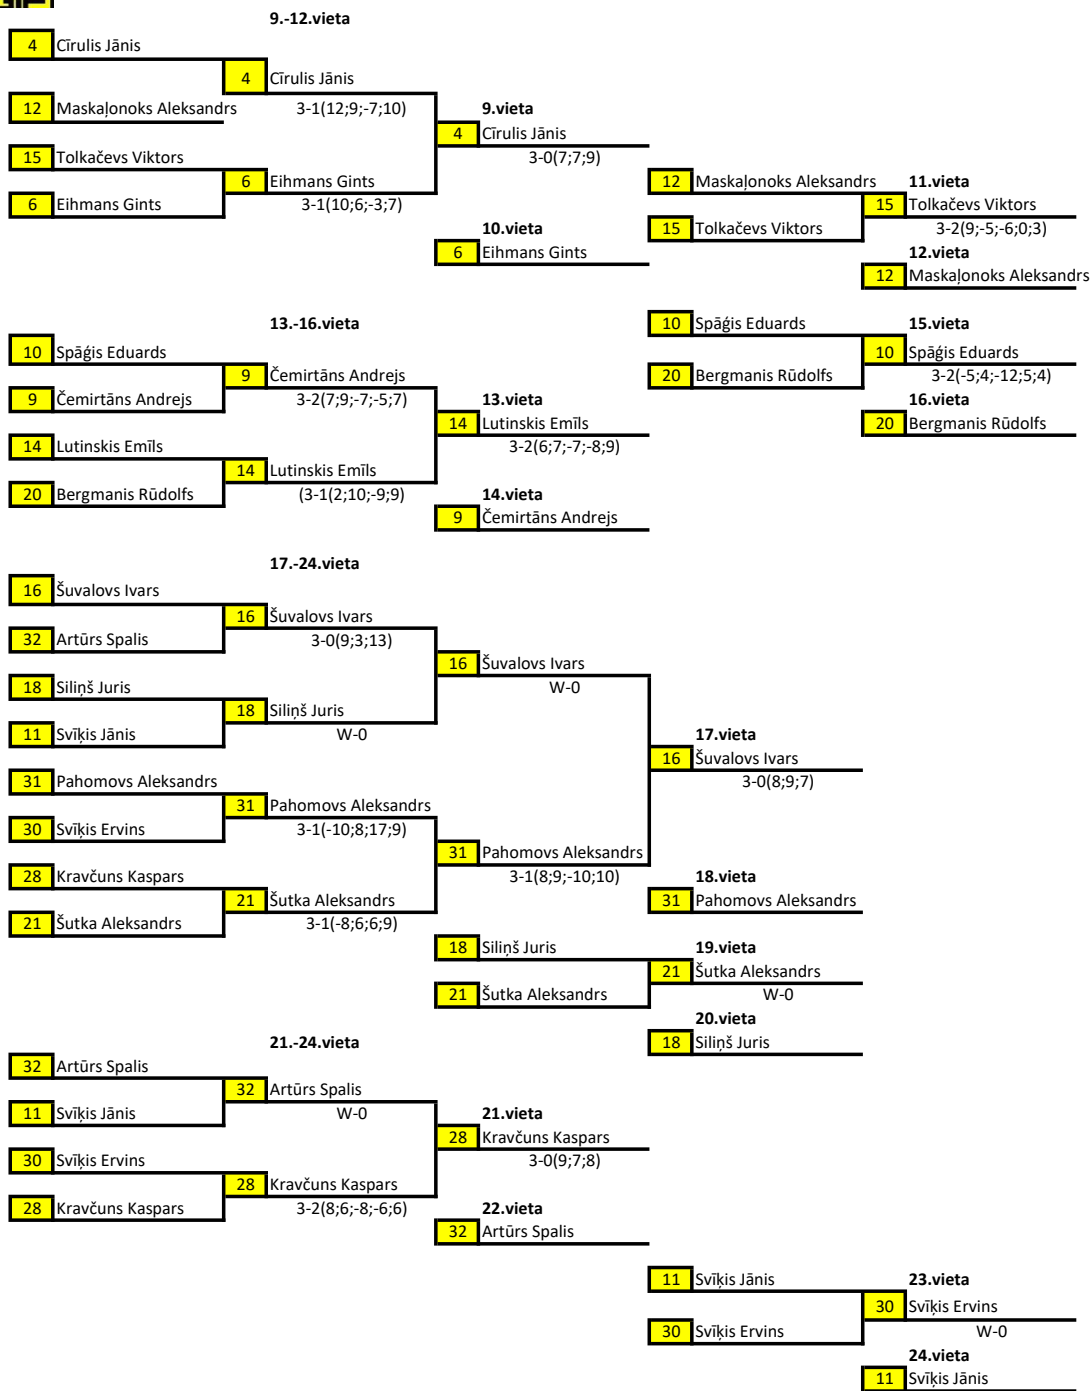 9.-12.vieta
4 Cīrulis Jānis
4 Cīrulis Jānis
12 Maskaļonoks Aleksandrs 3-1(12;9;-7;10) 9.vieta
4 Cīrulis Jānis
15 Tolkačevs Viktors 3-0(7;7;9)
6 Eihmans Gints 12 Maskaļonoks Aleksandrs 11.vieta
6 Eihmans Gints 3-1(10;6;-3;7) 15 Tolkačevs Viktors
10.vieta 15 Tolkačevs Viktors 3-2(9;-5;-6;0;3)
6 Eihmans Gints 12.vieta
12 Maskaļonoks Aleksandrs
13.-16.vieta 10 Spāģis Eduards 15.vieta
10 Spāģis Eduards 10 Spāģis Eduards
9 Čemirtāns Andrejs 20 Bergmanis Rūdolfs 3-2(-5;4;-12;5;4)
9 Čemirtāns Andrejs 3-2(7;9;-7;-5;7) 13.vieta 16.vieta
14 Lutinskis Emīls 20 Bergmanis Rūdolfs
14 Lutinskis Emīls 3-2(6;7;-7;-8;9)
14 Lutinskis Emīls
20 Bergmanis Rūdolfs (3-1(2;10;-9;9) 14.vieta
9 Čemirtāns Andrejs
17.-24.vieta
16 Šuvalovs Ivars
16 Šuvalovs Ivars
32 Artūrs Spalis 3-0(9;3;13)
16 Šuvalovs Ivars
18 Siliņš Juris W-0
18 Siliņš Juris
11 Svīķis Jānis W-0 17.vieta
16 Šuvalovs Ivars
31 Pahomovs Aleksandrs 3-0(8;9;7)
31 Pahomovs Aleksandrs
30 Svīķis Ervins 3-1(-10;8;17;9)
31 Pahomovs Aleksandrs
28 Kravčuns Kaspars 3-1(8;9;-10;10) 18.vieta
21 Šutka Aleksandrs 31 Pahomovs Aleksandrs
21 Šutka Aleksandrs 3-1(-8;6;6;9)
18 Siliņš Juris 19.vieta
21 Šutka Aleksandrs
21 Šutka Aleksandrs W-0
20.vieta
21.-24.vieta 18 Siliņš Juris
32 Artūrs Spalis
32 Artūrs Spalis
11 Svīķis Jānis W-0 21.vieta
28 Kravčuns Kaspars
30 Svīķis Ervins 3-0(9;7;8)
28 Kravčuns Kaspars
28 Kravčuns Kaspars 3-2(8;6;-8;-6;6) 22.vieta
32 Artūrs Spalis
11 Svīķis Jānis 23.vieta
30 Svīķis Ervins
30 Svīķis Ervins W-0
24.vieta
11 Svīķis Jānis